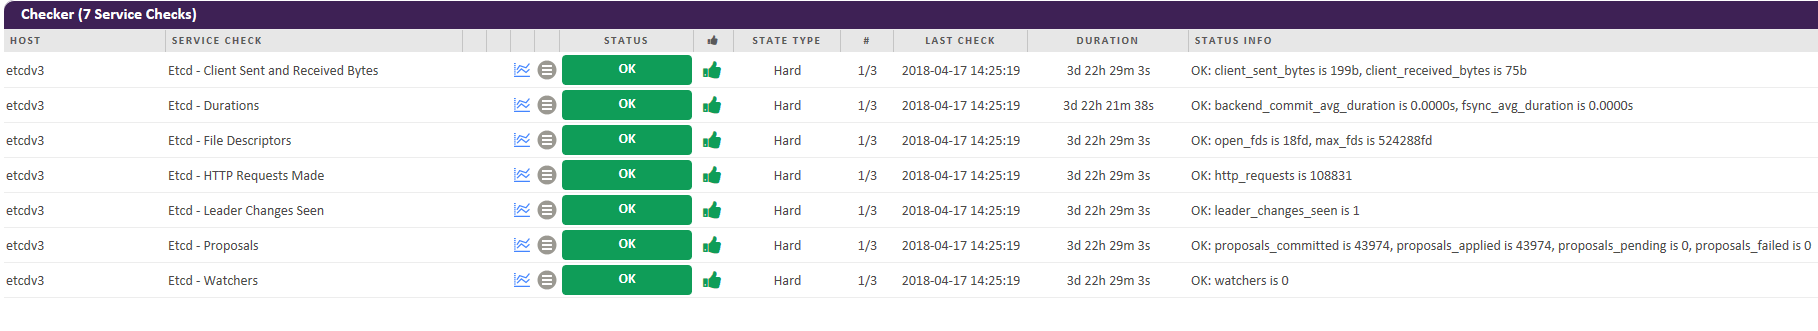 Checker (7 Service Checks)
HOST SERVICE CHECK STATUS STATE TYPE # LAST CHECK DURATION STATUS INFO
etcdv3 Etcd - Client Sent and Received Bytes OK Hard 1/3 2018-04-17 14:25:19 3d 22h 29m 3s OK: client_sent_bytes is 199b, client_received_bytes is 75b
etcdv3 Etcd - Durations OK Hard 1/3 2018-04-17 14:25:19 3d 22h 21m 38s OK: backend_commit_avg_duration is 0.0000s, fsync_avg_duration is 0.0000s
etcdv3 Etcd - File Descriptors OK Hard 1/3 2018-04-17 14:25:19 3d 22h 29m 3s OK: open_fds is 18fd, max_fds is 524288fd
etcdv3 Etcd - HTTP Requests Made OK Hard 1/3 2018-04-17 14:25:19 3d 22h 29m 3s OK: http_requests is 108831
etcdv3 Etcd - Leader Changes Seen OK Hard 1/3 2018-04-17 14:25:19 3d 22h 29m 3s OK: leader_changes_seen is 1
etcdv3 Etcd - Proposals OK Hard 1/3 2018-04-17 14:25:19 3d 22h 29m 3s OK: proposals_committed is 43974, proposals_applied is 43974, proposals_pending is 0, proposals_failed is 0
etcdv3 Etcd - Watchers OK Hard 1/3 2018-04-17 14:25:19 3d 22h 29m 3s OK: watchers is 0